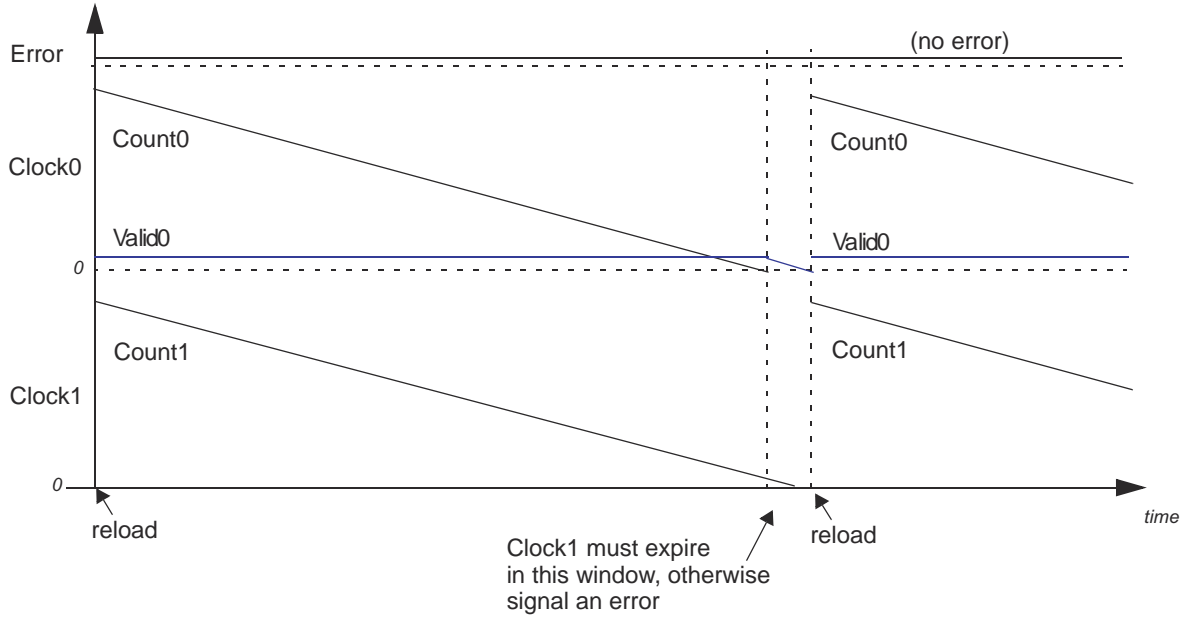 (no error)
Error
Count0
Count0
Clock0
Valid0
Valid0
0
Count1
Count1
Clock1
0
time
reload
reload
Clock1 must expire
in this window, otherwise
signal an error